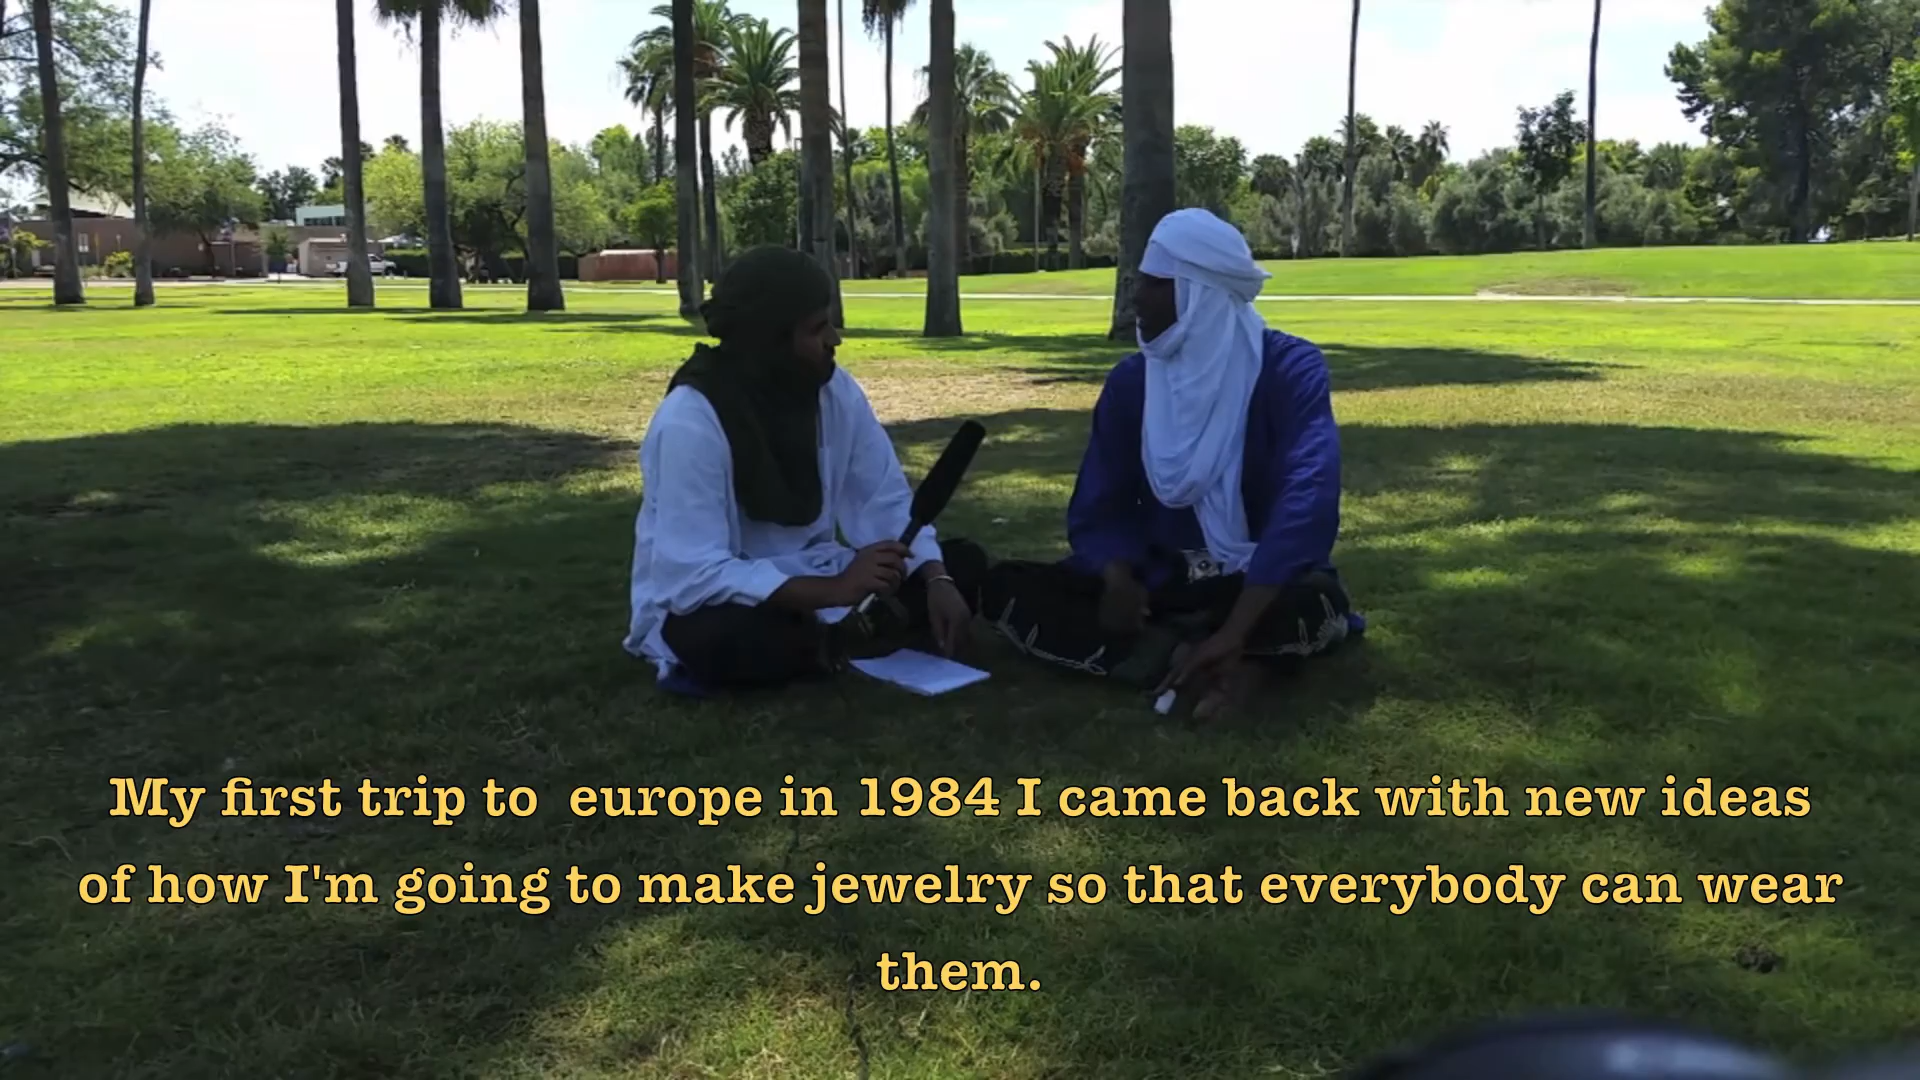 My first trip to  europe in 1984 I came back with new ideas
of how I'm going to make jewelry so that everybody can wear
them.